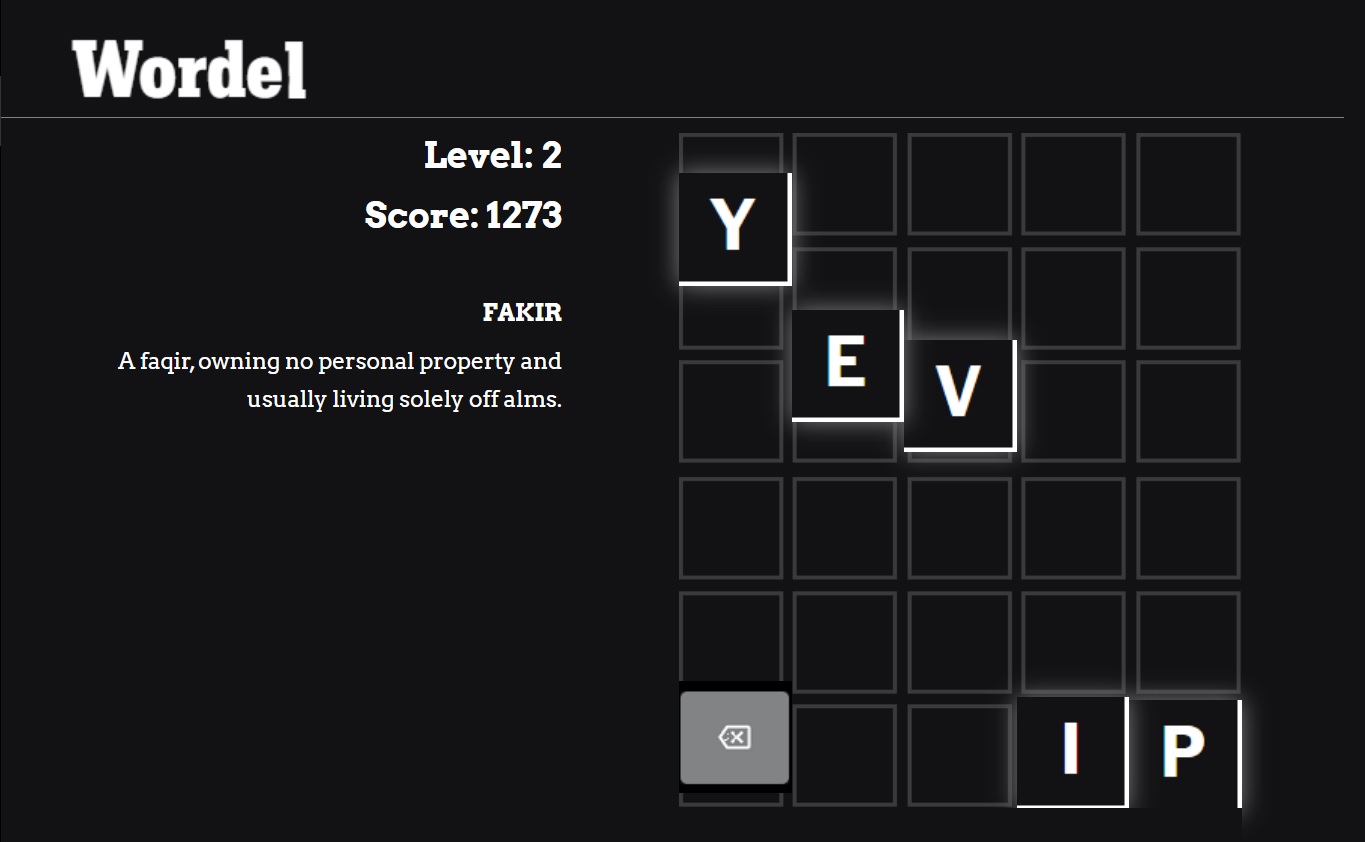 Wordel
Level: 2
Score: 1273
FAKIR
A faqir, owning no personal property and
usually living solely off alms.
Y
E
V
I
P